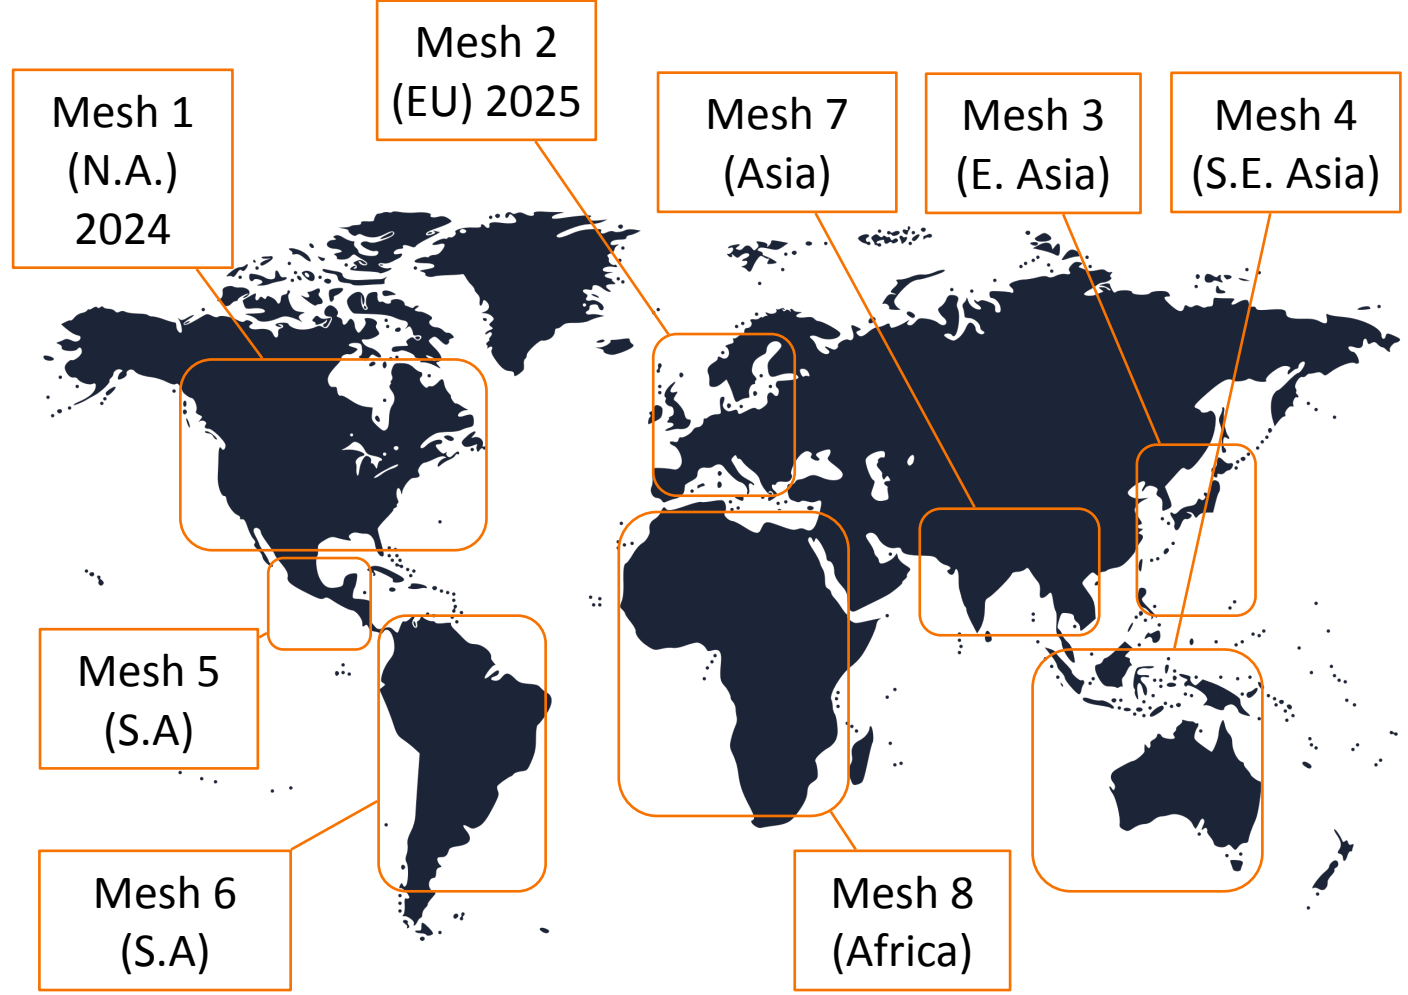 Mesh 1
(N.A.)
2024
Mesh 2
(EU) 2025
Mesh 7
(Asia)
Mesh 3
(E. Asia)
Mesh 4
(S.E. Asia)
Mesh 5
(S.A)
Mesh 6
(S.A)
Mesh 8
(Africa)